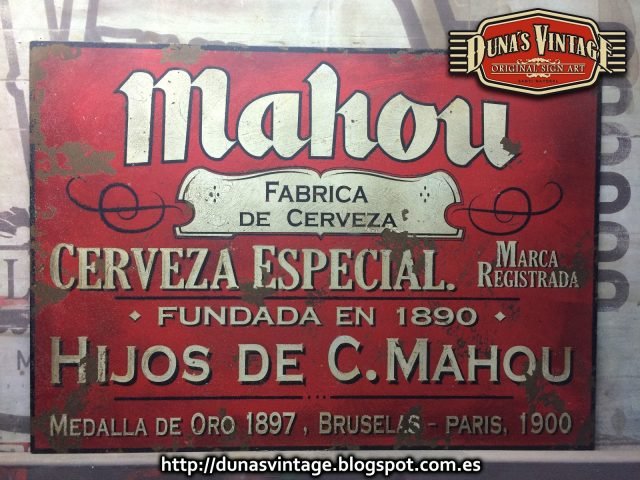 DUNA'S VINTAGE
ORIGINAL SIGN ART
Mahou
FABRICA
DE CERVEZA
CERVEZA ESPECIAL.
MARCA
REGISTRADA
FUNDADA EN 1890
HIJOS DE C. MAHOU
MEDALLA DE ORO 1897, BRUSELAS - PARIS, 1900
http://dunasvintage.blogspot.com.es